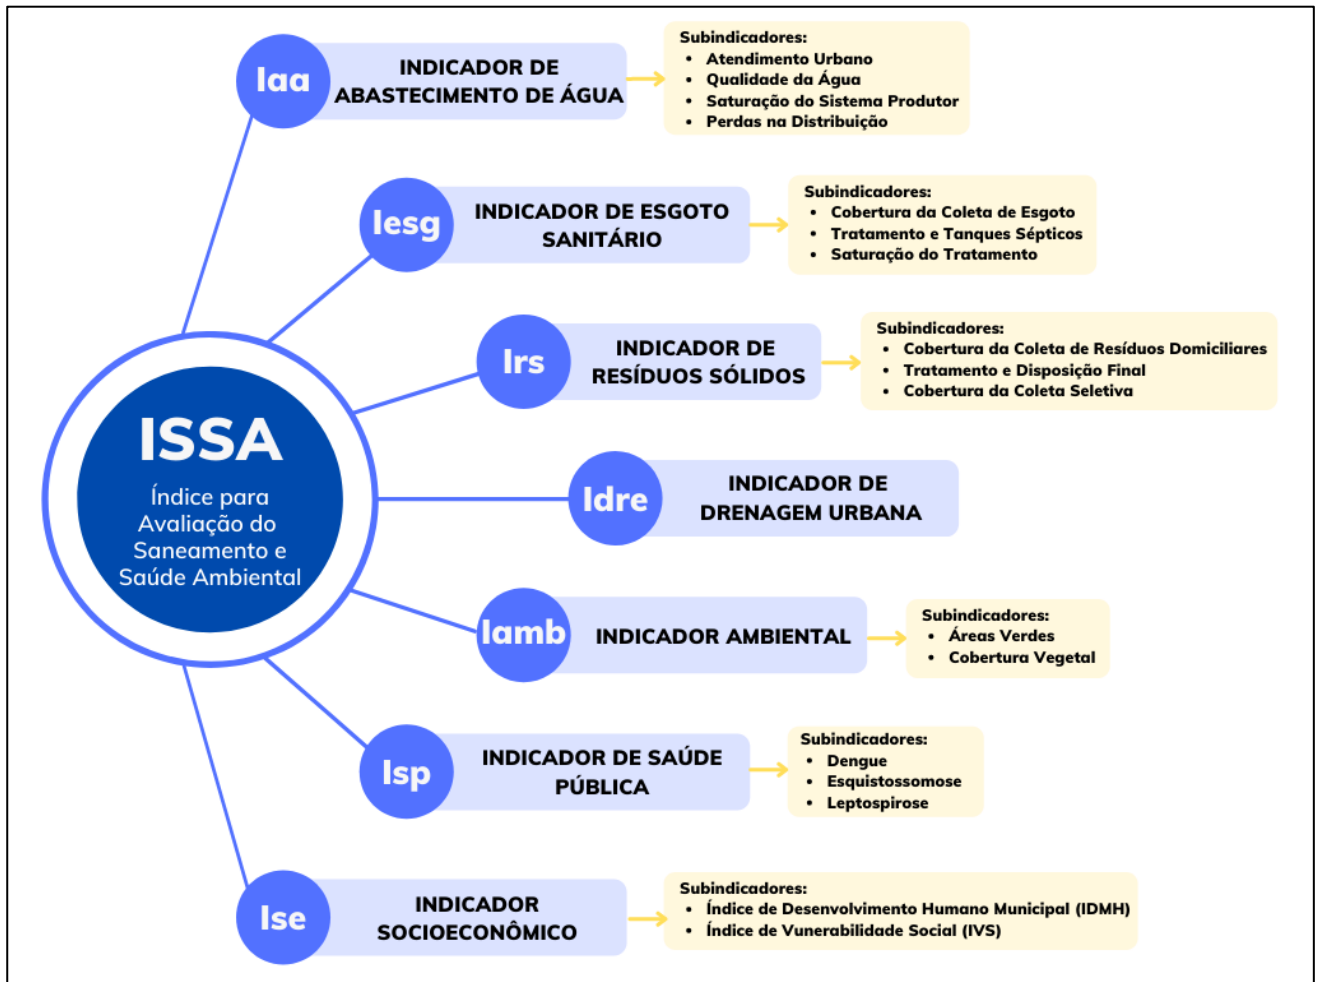 Iaa
INDICADOR DE
ABASTECIMENTO DE ÁGUA
Subindicadores:
• Atendimento Urbano
• Qualidade da Água
• Saturação do Sistema Produtor
• Perdas na Distribuição
Iesg
INDICADOR DE ESGOTO
SANITÁRIO
Subindicadores:
• Cobertura da Coleta de Esgoto
• Tratamento e Tanques Sépticos
• Saturação do Tratamento
Irs
INDICADOR DE
RESÍDUOS SÓLIDOS
Subindicadores:
• Cobertura da Coleta de Resíduos Domiciliares
• Tratamento e Disposição Final
• Cobertura da Coleta Seletiva
ISSA
Índice para
Avaliação do
Saneamento e
Saúde Ambiental
Idre
INDICADOR DE
DRENAGEM URBANA
Iamb
INDICADOR AMBIENTAL
Subindicadores:
• Áreas Verdes
• Cobertura Vegetal
Isp
INDICADOR DE SAÚDE
PÚBLICA
Subindicadores:
• Dengue
• Esquistossomose
• Leptospirose
Ise
INDICADOR
SOCIOECONÔMICO
Subindicadores:
• Índice de Desenvolvimento Humano Municipal (IDMH)
• Índice de Vunerabilidade Social (IVS)